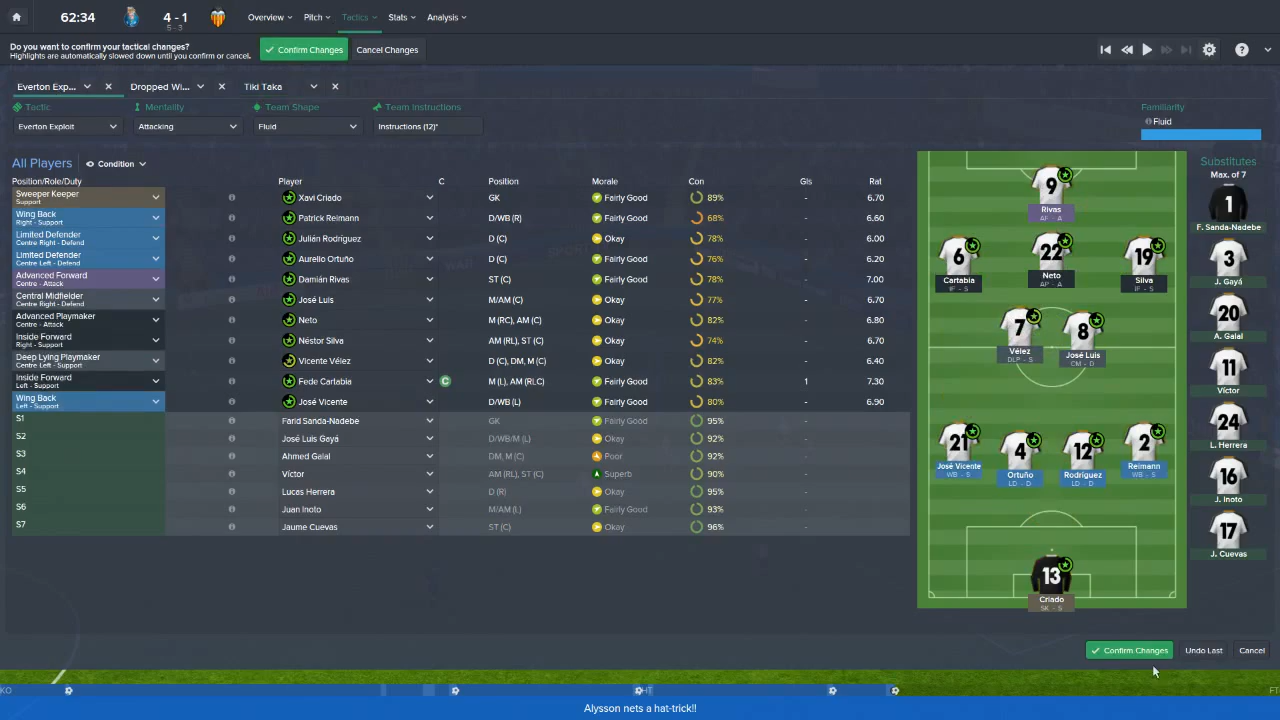 62:34
4 - 1
5 - 3
Overview
Pitch
Tactics
Stats
Analysis
Do you want to confirm your tactical changes?
Highlights are automatically slowed down until you confirm or cancel.
Confirm Changes
Cancel Changes
Everton Exp...
Dropped Wi...
Tiki Taka
Tactic
Mentality
Team Shape
Team Instructions
Familiarity
Everton Exploit
Attacking
Fluid
Instructions (12)*
Fluid
All Players
Condition
Position/Role/Duty
Player
C
Position
Morale
Con
Gls
Rat
Sweeper Keeper
Support
Xavi Criado
GK
Fairly Good
89%
-
6.70
Wing Back
Right - Support
Patrick Reimann
D/WB (R)
Fairly Good
68%
-
6.60
Limited Defender
Centre Right - Defend
Julián Rodríguez
D (C)
Okay
78%
-
6.00
Limited Defender
Centre Left - Defend
Aurelio Ortuño
D (C)
Okay
76%
-
6.20
Advanced Forward
Centre - Attack
Damián Rivas
ST (C)
Fairly Good
78%
-
7.00
Central Midfielder
Centre Right - Defend
José Luis
M/AM (C)
Okay
77%
-
6.70
Advanced Playmaker
Centre - Attack
Neto
M (RC), AM (C)
Okay
82%
-
6.80
Inside Forward
Right - Support
Néstor Silva
AM (RL), ST (C)
Okay
74%
-
6.70
Deep Lying Playmaker
Centre Left - Support
Vicente Vélez
D (C), DM, M (C)
Okay
82%
-
6.40
Inside Forward
Left - Support
Fede Cartabia
C
M (L), AM (RLC)
Fairly Good
83%
1
7.30
Wing Back
Left - Support
José Vicente
D/WB (L)
Fairly Good
80%
-
6.90
S1
Farid Sanda-Nadebe
GK
Fairly Good
95%
-
S2
José Luis Gayá
D/WB/M (L)
Okay
92%
-
S3
Ahmed Galal
DM, M (C)
Poor
92%
-
S4
Víctor
AM (RL), ST (C)
Superb
90%
-
S5
Lucas Herrera
D (R)
Okay
95%
-
S6
Juan Inoto
M/AM (L)
Fairly Good
93%
-
S7
Jaume Cuevas
ST (C)
Okay
96%
-
9
Rivas
AF - A
6
Cartabia
IF - S
22
Neto
AP - A
19
Silva
IF - S
7
Vélez
DLP - S
8
José Luis
CM - D
21
José Vicente
WB - S
4
Ortuño
LD - D
12
Rodríguez
LD - D
2
Reimann
WB - S
13
Criado
SK - S
Substitutes
Max. of 7
1
F. Sanda-Nadebe
3
J. Gayá
20
A. Galal
11
Víctor
24
L. Herrera
16
J. Inoto
17
J. Cuevas
Confirm Changes
Undo Last
Cancel
KO
HT
FT
Alysson nets a hat-trick!!